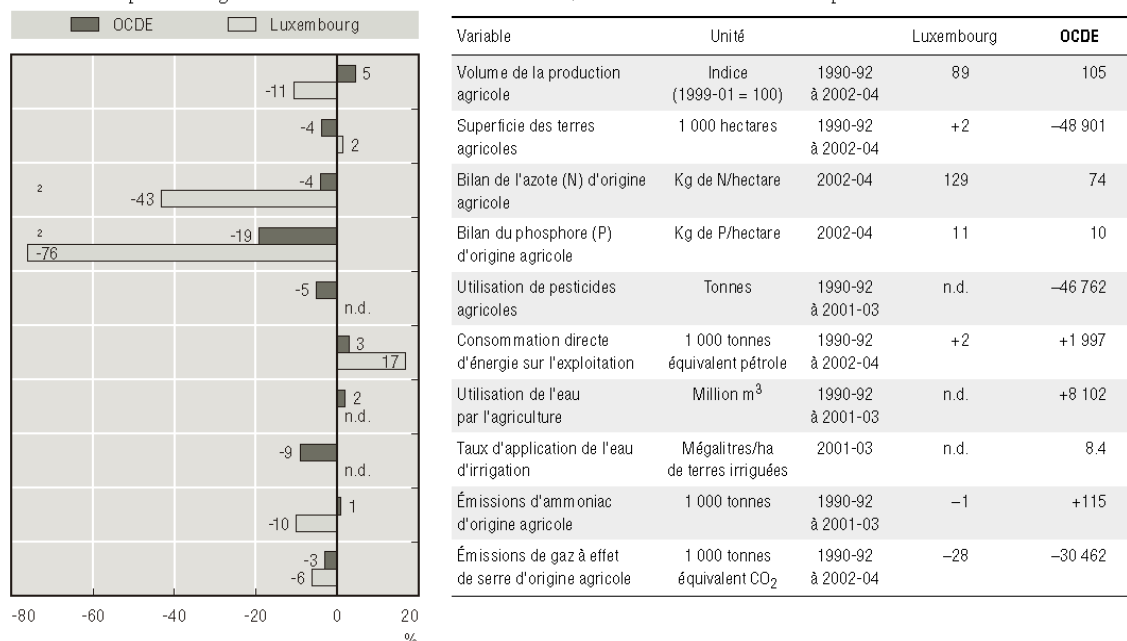 OCDE Luxembourg
5
-11
-4
2
2
-4
-43
2
-19
-76
-5
n.d.
3
17
2
n.d.
-9
n.d.
1
-10
-3
-6
-80 -60 -40 -20 0 20
%
Variable Unité Luxembourg OCDE
Volume de la production Indice 1990-92 89 105
agricole (1999-01 = 100) à 2002-04
Superficie des terres 1 000 hectares 1990-92 +2 –48 901
agricoles à 2002-04
Bilan de l'azote (N) d'origine Kg de N/hectare 2002-04 129 74
agricole
Bilan du phosphore (P) Kg de P/hectare 2002-04 11 10
d'origine agricole
Utilisation de pesticides Tonnes 1990-92 n.d. –46 762
agricoles à 2001-03
Consommation directe 1 000 tonnes 1990-92 +2 +1 997
d'énergie sur l'exploitation équivalent pétrole à 2002-04
Utilisation de l'eau Million m³ 1990-92 n.d. +8 102
par l'agriculture à 2001-03
Taux d'application de l'eau Mégalitres/ha 2001-03 n.d. 8.4
d'irrigation de terres irriguées
Émissions d'ammoniac 1 000 tonnes 1990-92 –1 +115
d'origine agricole à 2001-03
Émissions de gaz à effet 1 000 tonnes 1990-92 –28 –30 462
de serre d'origine agricole équivalent CO₂ à 2002-04